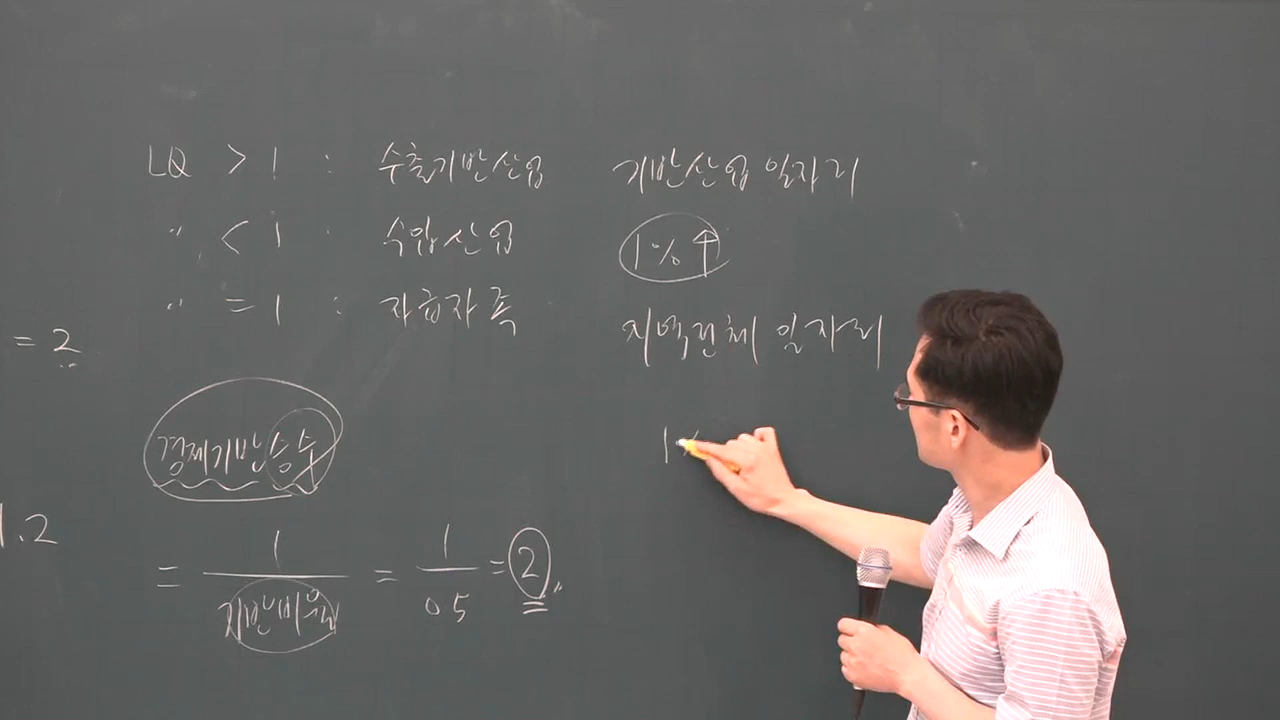 LQ > 1 : 수출기반산업
〃 < 1 : 수입산업
〃 = 1 : 자급자족
= 2
경제기반승수
1.2
= 1 / 기반비율 = 1 / 0.5 = 2
기반산업 일자리
1% ↑
지역전체 일자리
1